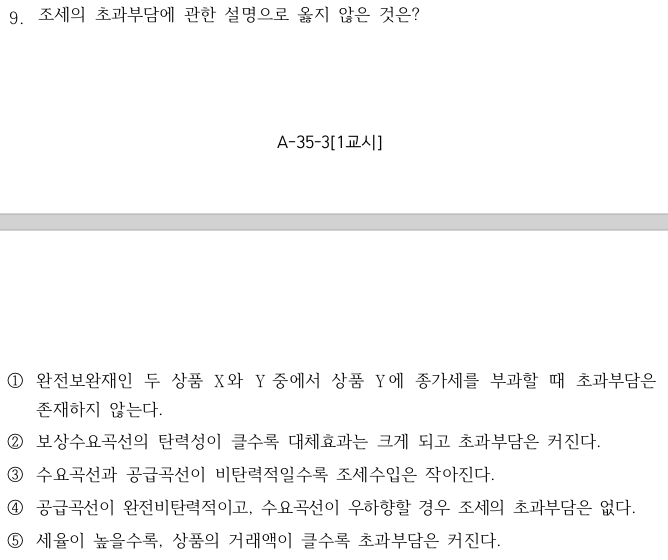 9. 조세의 초과부담에 관한 설명으로 옳지 않은 것은?
A-35-3[1교시]
① 완전보완재인 두 상품 X와 Y 중에서 상품 Y에 종가세를 부과할 때 초과부담은
존재하지 않는다.
② 보상수요곡선의 탄력성이 클수록 대체효과는 크게 되고 초과부담은 커진다.
③ 수요곡선과 공급곡선이 비탄력적일수록 조세수입은 작아진다.
④ 공급곡선이 완전비탄력적이고, 수요곡선이 우하향할 경우 조세의 초과부담은 없다.
⑤ 세율이 높을수록, 상품의 거래액이 클수록 초과부담은 커진다.